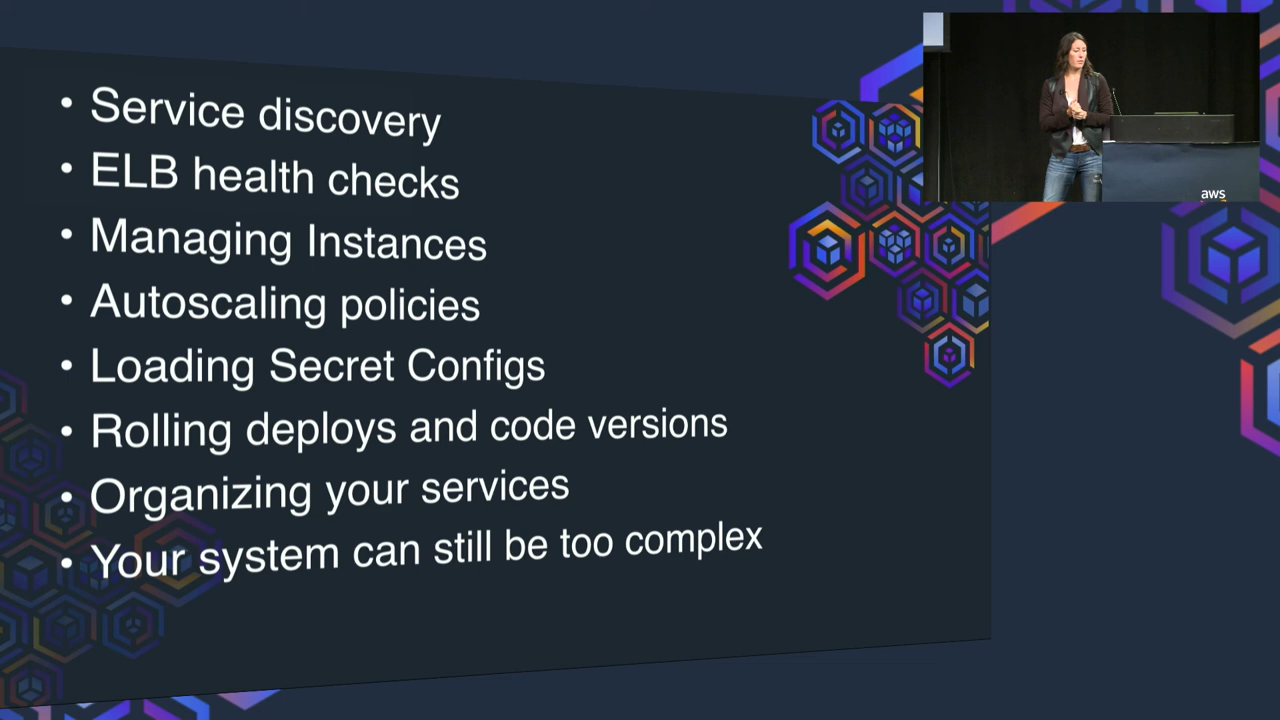 • Service discovery
• ELB health checks
• Managing Instances
• Autoscaling policies
• Loading Secret Configs
• Rolling deploys and code versions
• Organizing your services
• Your system can still be too complex
aws